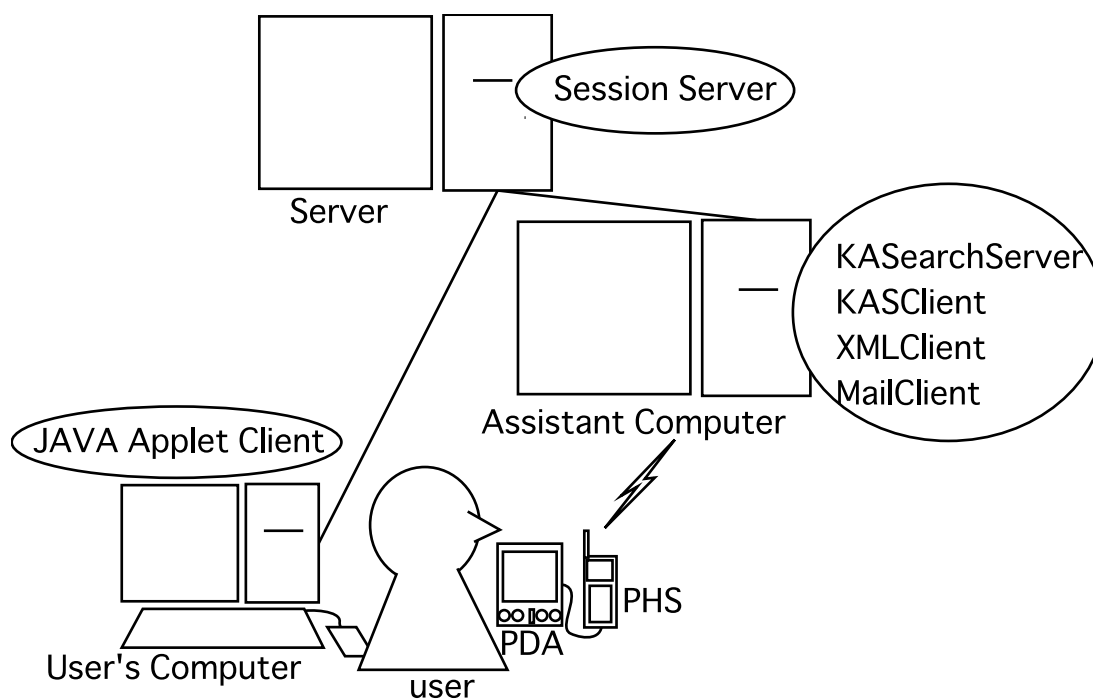 Session Server
Server
KASearchServer
KASClient
XMLClient
MailClient
Assistant Computer
JAVA Applet Client
PHS
PDA
User's Computer
user